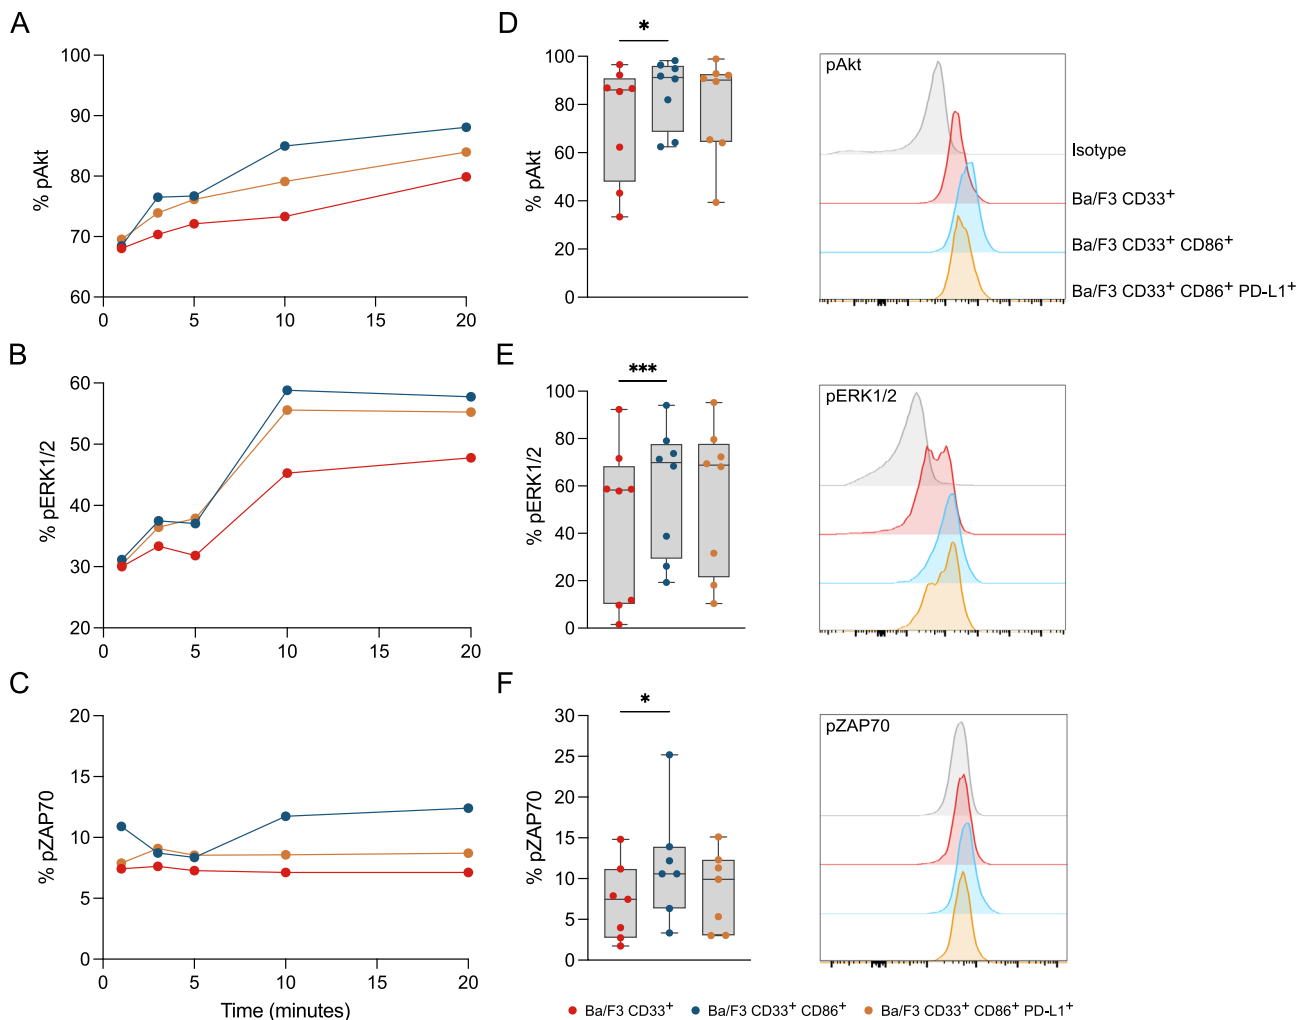 A
% pAkt
100
90
80
70
60
0
5
10
15
20
D
*
% pAkt
100
80
60
40
20
0
pAkt
Isotype
Ba/F3 CD33⁺
Ba/F3 CD33⁺ CD86⁺
Ba/F3 CD33⁺ CD86⁺ PD-L1⁺
B
% pERK1/2
60
50
40
30
20
0
5
10
15
20
E
***
% pERK1/2
100
80
60
40
20
0
pERK1/2
C
% pZAP70
20
15
10
5
0
0
5
10
15
20
Time (minutes)
F
*
% pZAP70
30
25
20
15
10
5
0
pZAP70
Ba/F3 CD33⁺
Ba/F3 CD33⁺ CD86⁺
Ba/F3 CD33⁺ CD86⁺ PD-L1⁺